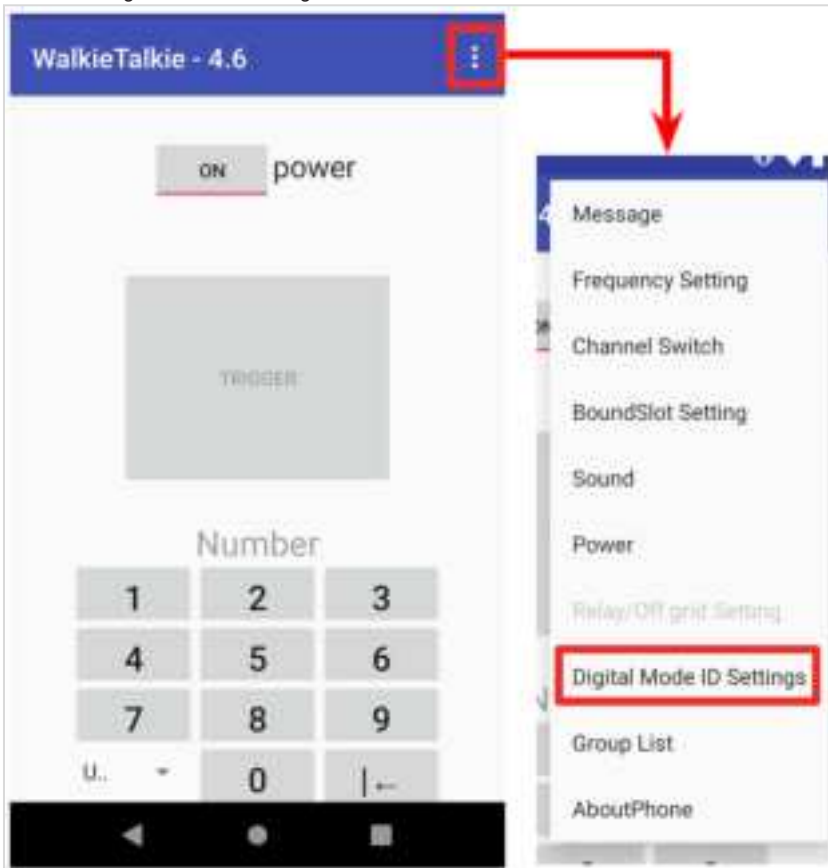 WalkieTalkie - 4.6
ON power
TRIGGER
Number
1 2 3
4 5 6
7 8 9
U.. 0 |←
Message
Frequency Setting
Channel Switch
BoundSlot Setting
Sound
Power
Relay/Off grid Setting
Digital Mode ID Settings
Group List
AboutPhone